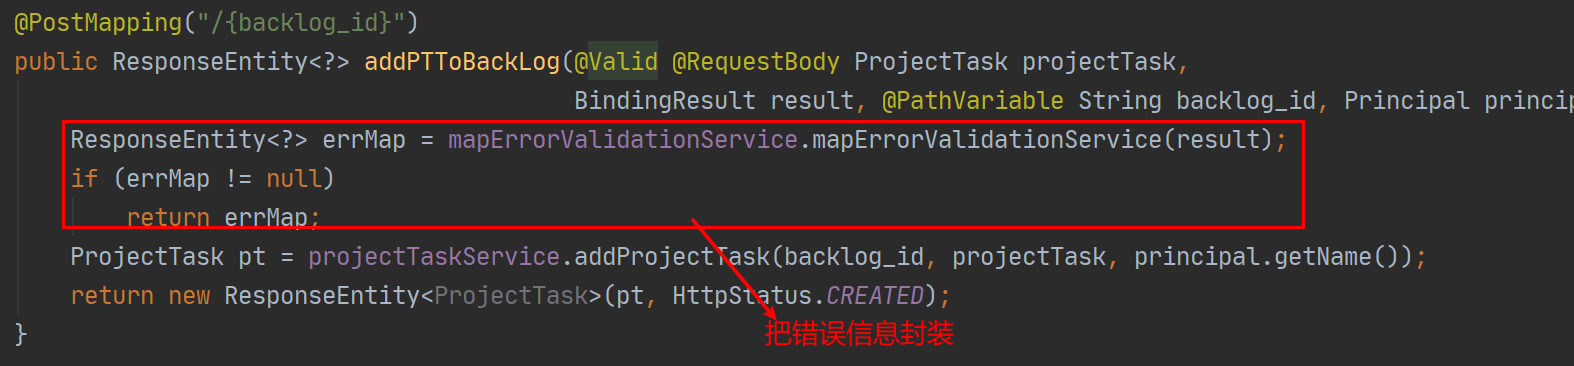 @PostMapping("/{backlog_id}")
public ResponseEntity<?> addPTToBackLog(@Valid @RequestBody ProjectTask projectTask,
BindingResult result, @PathVariable String backlog_id, Principal princip
ResponseEntity<?> errMap = mapErrorValidationService.mapErrorValidationService(result);
if (errMap != null)
return errMap;
ProjectTask pt = projectTaskService.addProjectTask(backlog_id, projectTask, principal.getName());
return new ResponseEntity<ProjectTask>(pt, HttpStatus.CREATED);
}
把错误信息封装